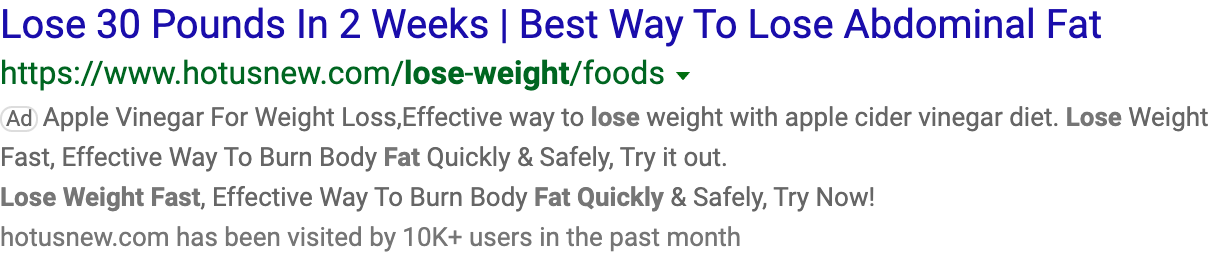 Lose 30 Pounds In 2 Weeks | Best Way To Lose Abdominal Fat
https://www.hotusnew.com/lose-weight/foods
Ad Apple Vinegar For Weight Loss,Effective way to lose weight with apple cider vinegar diet. Lose Weight
Fast, Effective Way To Burn Body Fat Quickly & Safely, Try it out.
Lose Weight Fast, Effective Way To Burn Body Fat Quickly & Safely, Try Now!
hotusnew.com has been visited by 10K+ users in the past month